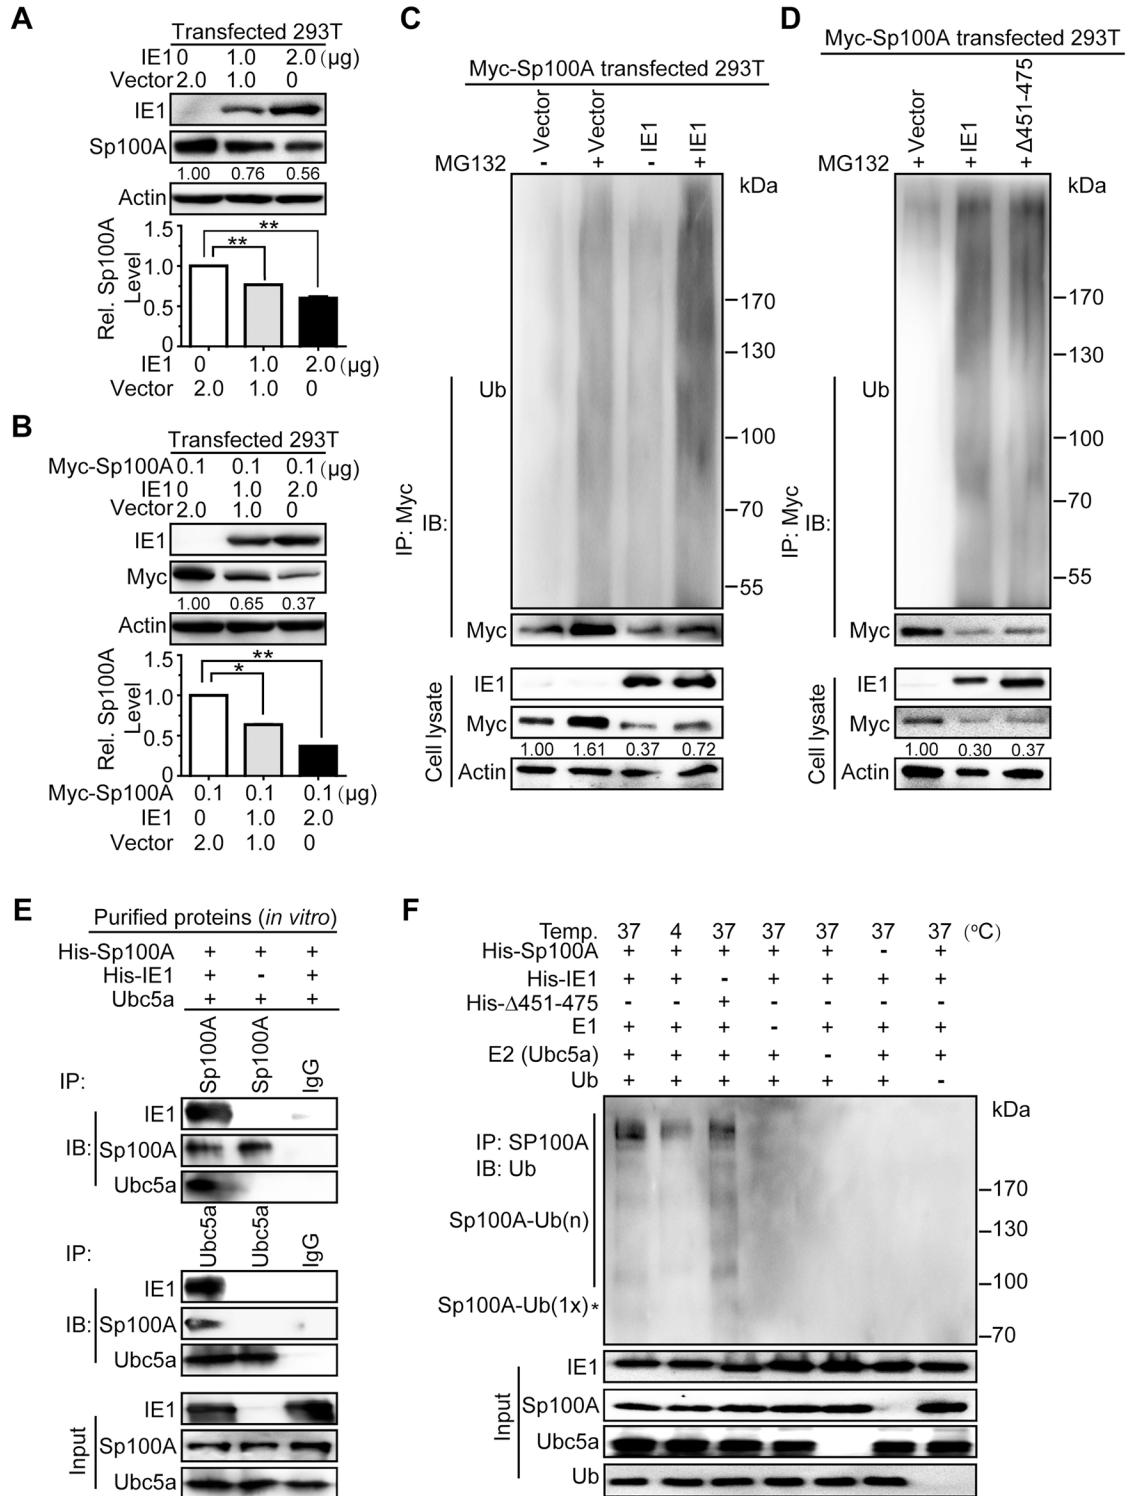 A
Transfected 293T
IE1 0 1.0 2.0 (μg)
Vector 2.0 1.0 0
IE1
Sp100A
1.00 0.76 0.56
Actin
Rel. Sp100A Level
1.5
1.0
0.5
0
** **
IE1 0 1.0 2.0 (μg)
Vector 2.0 1.0 0
B
Transfected 293T
Myc-Sp100A 0.1 0.1 0.1 (μg)
IE1 0 1.0 2.0
Vector 2.0 1.0 0
IE1
Myc
1.00 0.65 0.37
Actin
Rel. Sp100A Level
1.5
1.0
0.5
0
* **
Myc-Sp100A 0.1 0.1 0.1 (μg)
IE1 0 1.0 2.0
Vector 2.0 1.0 0
C
Myc-Sp100A transfected 293T
Vector Vector IE1 IE1
MG132 - + - +
kDa
170
130
100
70
55
Ub
IP: Myc
IB:
Myc
Cell lysate
IE1
Myc
1.00 1.61 0.37 0.72
Actin
D
Myc-Sp100A transfected 293T
Vector IE1 Δ451-475
MG132 + + +
kDa
170
130
100
70
55
Ub
IP: Myc
IB:
Myc
Cell lysate
IE1
Myc
1.00 0.30 0.37
Actin
E
Purified proteins (in vitro)
His-Sp100A + + +
His-IE1 + - +
Ubc5a + + +
IP: Sp100A Sp100A IgG
IB:
IE1
Sp100A
Ubc5a
IP: Ubc5a Ubc5a IgG
IB:
IE1
Sp100A
Ubc5a
Input
IE1
Sp100A
Ubc5a
F
Temp. 37 4 37 37 37 37 37 (°C)
His-Sp100A + + + + + - +
His-IE1 + + - + + + +
His-Δ451-475 - - + - - - -
E1 + + + - + + +
E2 (Ubc5a) + + + + - + +
Ub + + + + + + -
kDa
IP: SP100A
IB: Ub
Sp100A-Ub(n)
Sp100A-Ub(1x) *
170
130
100
70
Input
IE1
Sp100A
Ubc5a
Ub